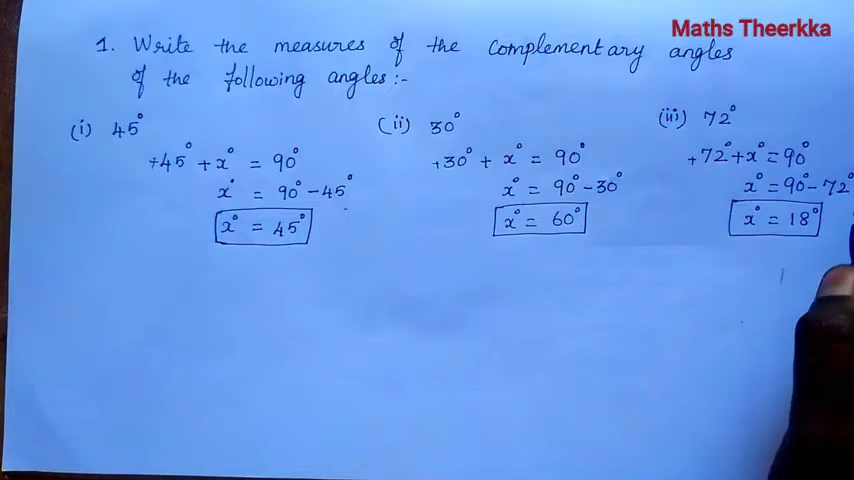 Maths Theerkka
1. Write the measures of the complementary angles
of the following angles:-
(i) 45°
+45° + x° = 90°
x° = 90° - 45°
x° = 45°
(ii) 30°
+30° + x° = 90°
x° = 90° - 30°
x° = 60°
(iii) 72°
+72° + x° = 90°
x° = 90° - 72°
x° = 18°